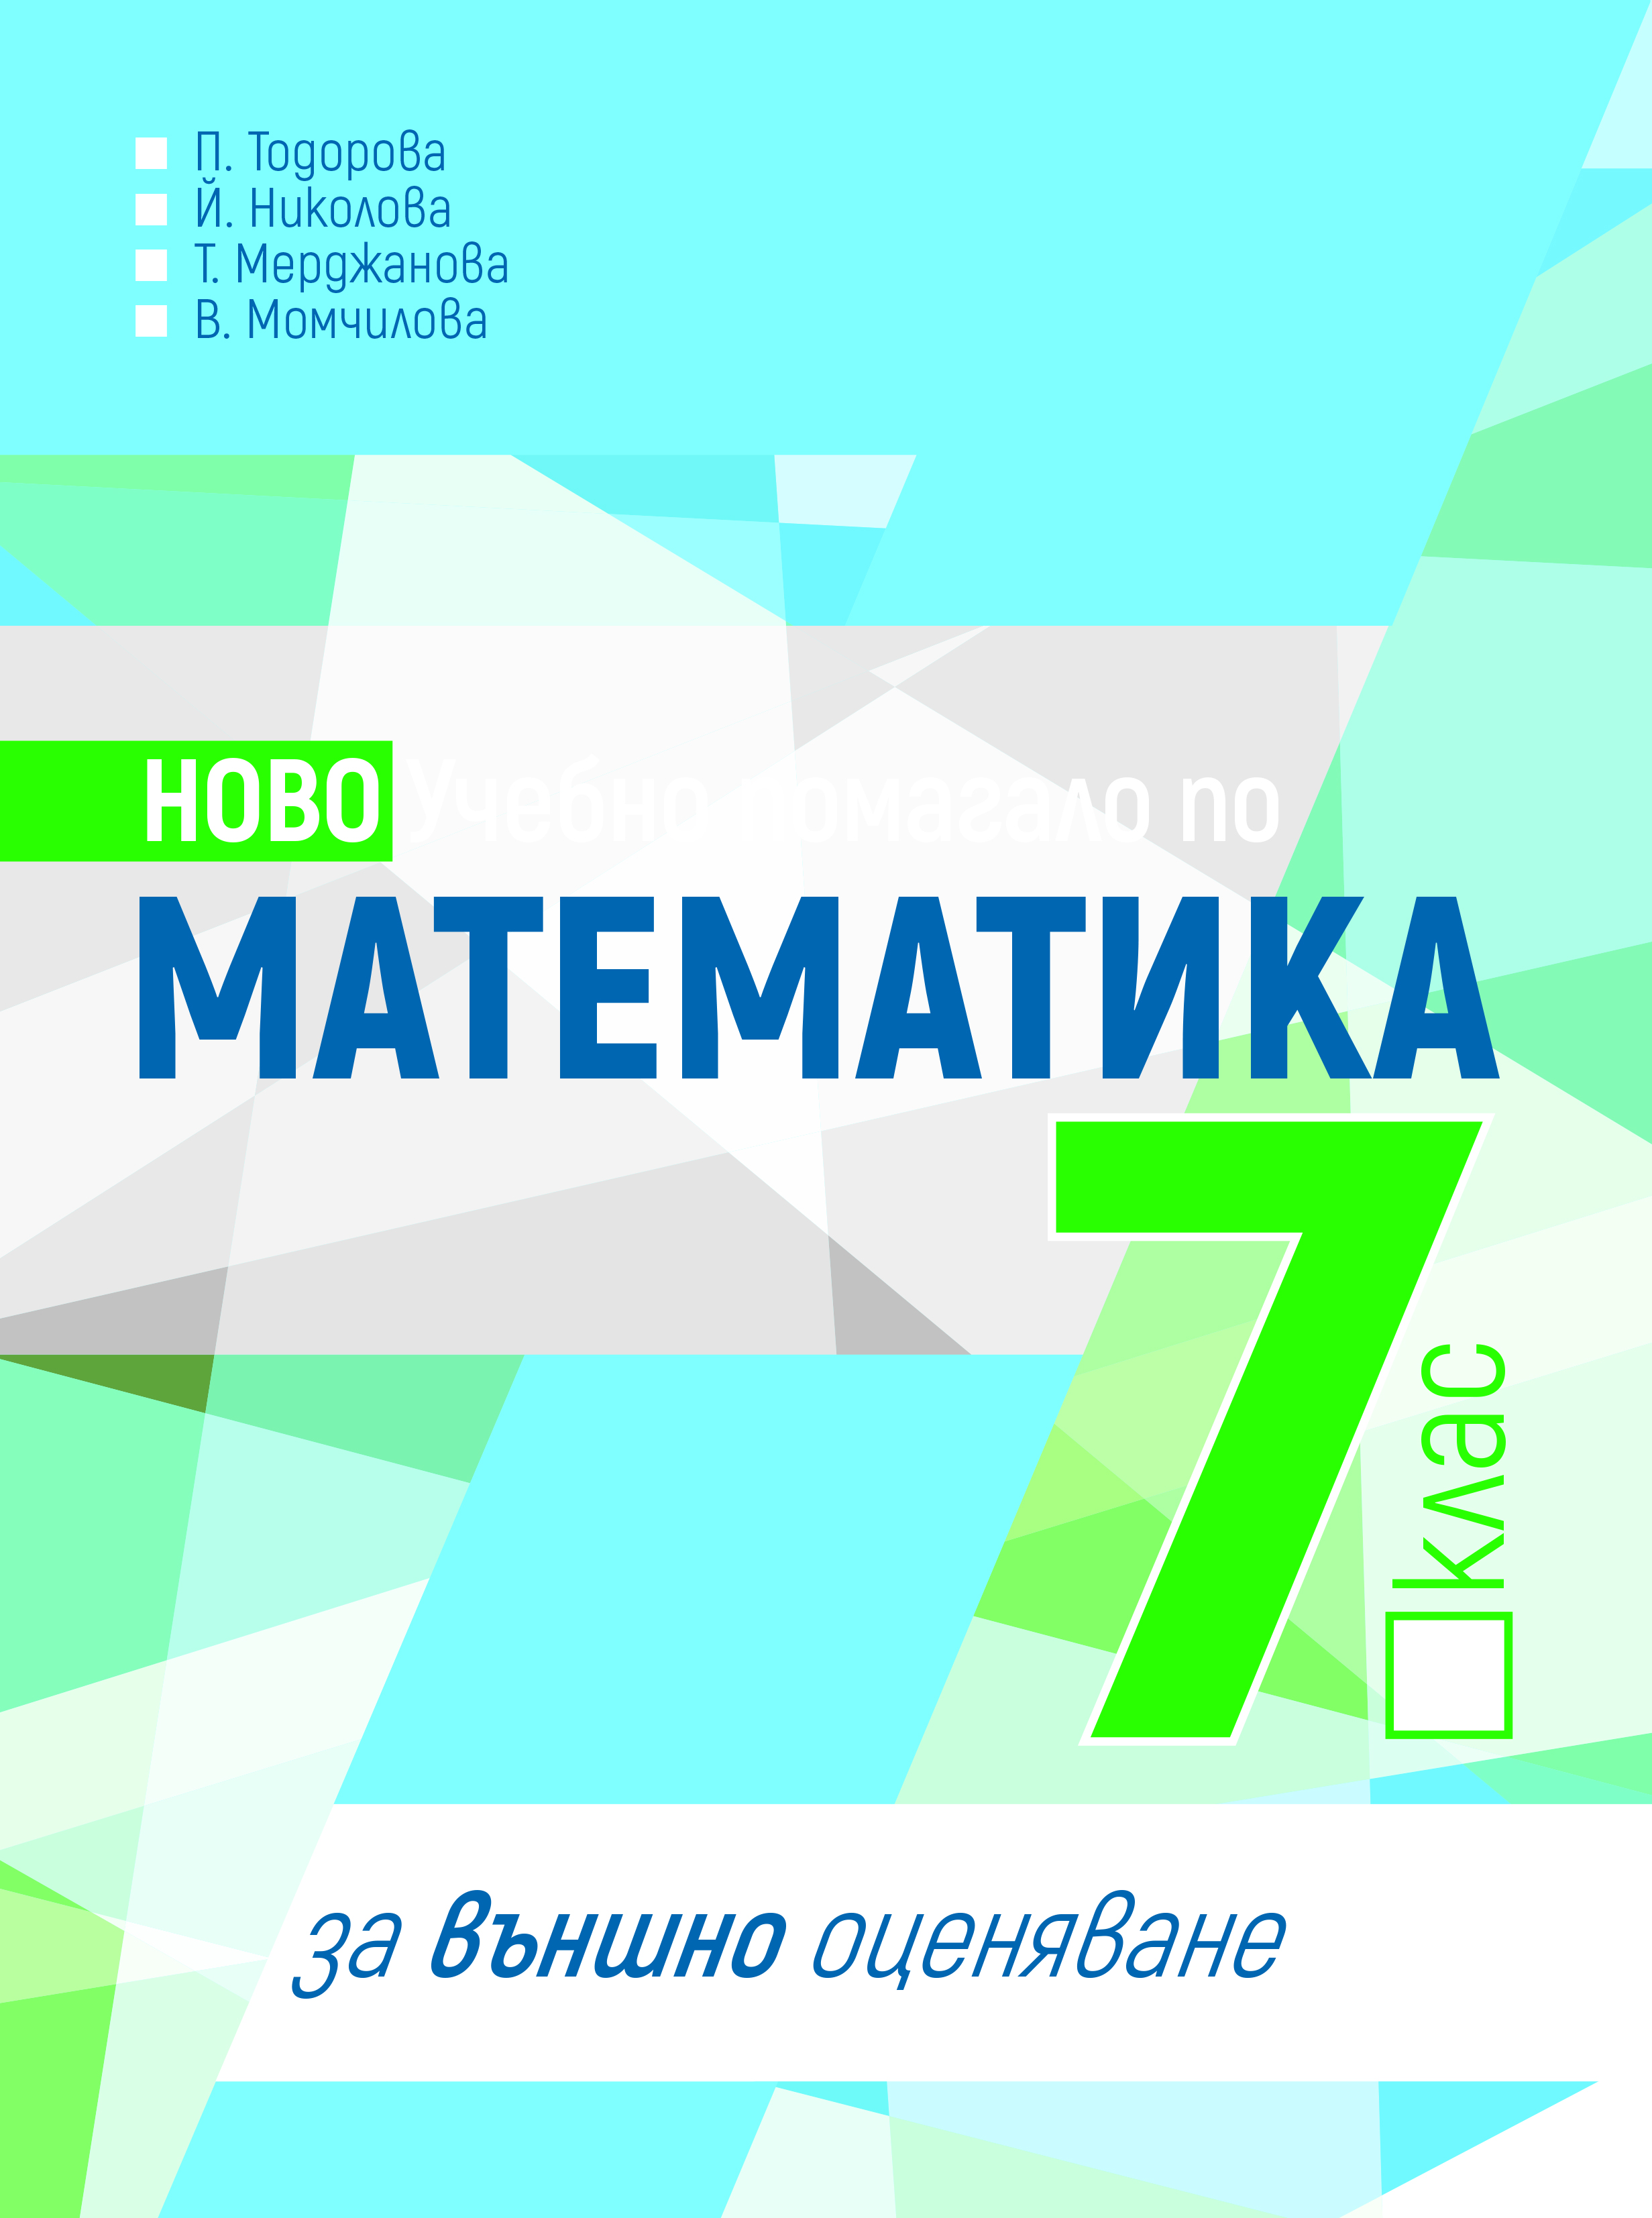 П. Тодорова
Й. Николова
Т. Мерджанова
В. Момчилова
НОВО Учебно помагало по
МАТЕМАТИКА
7
клас
за външно оценяване